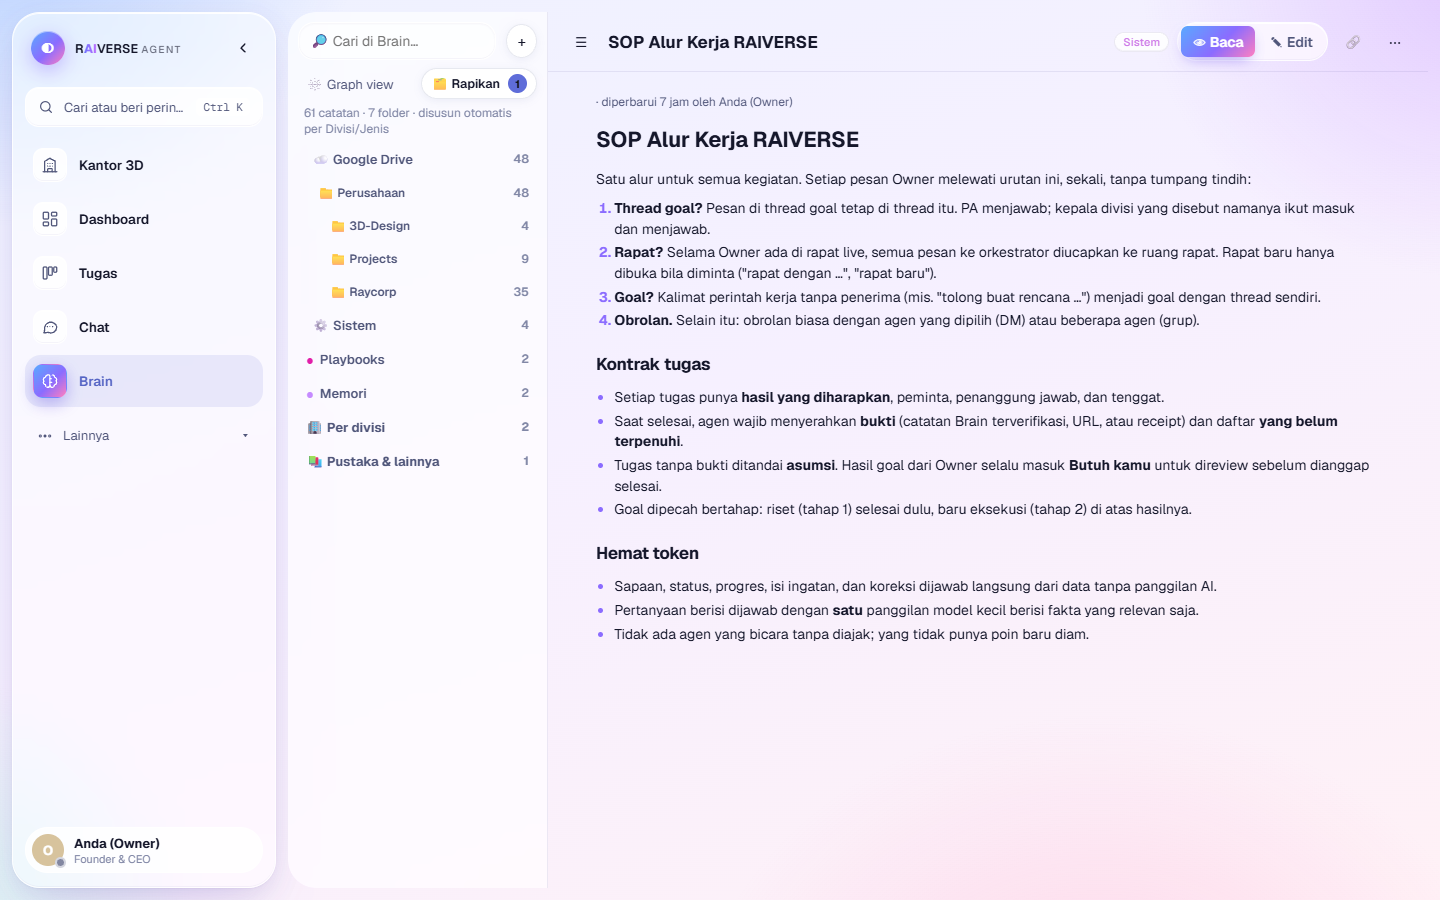 RAIVERSE AGENT
Cari atau beri perin... Ctrl K
Kantor 3D
Dashboard
Tugas
Chat
Brain
Lainnya
O
Anda (Owner)
Founder & CEO
Cari di Brain...
+
Graph view
Rapikan 1
61 catatan · 7 folder · disusun otomatis
per Divisi/Jenis
Google Drive 48
Perusahaan 48
3D-Design 4
Projects 9
Raycorp 35
Sistem 4
Playbooks 2
Memori 2
Per divisi 2
Pustaka & lainnya 1
SOP Alur Kerja RAIVERSE
Sistem
Baca
Edit
· diperbarui 7 jam oleh Anda (Owner)
SOP Alur Kerja RAIVERSE
Satu alur untuk semua kegiatan. Setiap pesan Owner melewati urutan ini, sekali, tanpa tumpang tindih:
1. Thread goal? Pesan di thread goal tetap di thread itu. PA menjawab; kepala divisi yang disebut namanya ikut masuk
dan menjawab.
2. Rapat? Selama Owner ada di rapat live, semua pesan ke orkestrator diucapkan ke ruang rapat. Rapat baru hanya
dibuka bila diminta ("rapat dengan ...", "rapat baru").
3. Goal? Kalimat perintah kerja tanpa penerima (mis. "tolong buat rencana ...") menjadi goal dengan thread sendiri.
4. Obrolan. Selain itu: obrolan biasa dengan agen yang dipilih (DM) atau beberapa agen (grup).
Kontrak tugas
• Setiap tugas punya hasil yang diharapkan, peminta, penanggung jawab, dan tenggat.
• Saat selesai, agen wajib menyerahkan bukti (catatan Brain terverifikasi, URL, atau receipt) dan daftar yang belum
terpenuhi.
• Tugas tanpa bukti ditandai asumsi. Hasil goal dari Owner selalu masuk Butuh kamu untuk direview sebelum dianggap
selesai.
• Goal dipecah bertahap: riset (tahap 1) selesai dulu, baru eksekusi (tahap 2) di atas hasilnya.
Hemat token
• Sapaan, status, progres, isi ingatan, dan koreksi dijawab langsung dari data tanpa panggilan AI.
• Pertanyaan berisi dijawab dengan satu panggilan model kecil berisi fakta yang relevan saja.
• Tidak ada agen yang bicara tanpa diajak; yang tidak punya poin baru diam.